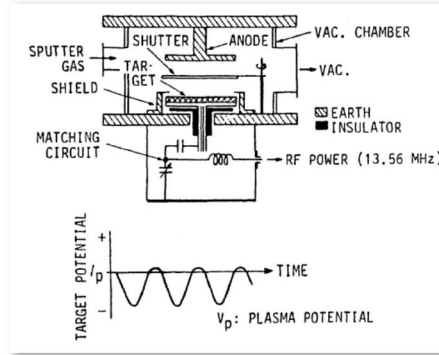 SPUTTER
GAS
SHUTTER
ANODE
VAC. CHAMBER
TAR-
GET
VAC.
SHIELD
EARTH
INSULATOR
MATCHING
CIRCUIT
RF POWER (13.56 MHz)
TARGET POTENTIAL
+
Vp
-
TIME
Vp: PLASMA POTENTIAL